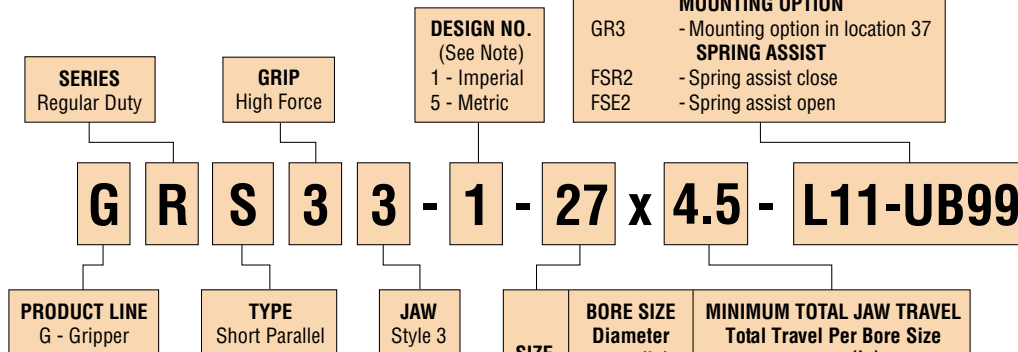 MOUNTING OPTION
GR3 - Mounting option in location 37
SPRING ASSIST
FSR2 - Spring assist close
FSE2 - Spring assist open
DESIGN NO.
(See Note)
1 - Imperial
5 - Metric
SERIES
Regular Duty
GRIP
High Force
G R S 3 3 - 1 - 27 x 4.5 - L11-UB99
PRODUCT LINE
G - Gripper
TYPE
Short Parallel
JAW
Style 3
SIZE
BORE SIZE
Diameter
MINIMUM TOTAL JAW TRAVEL
Total Travel Per Bore Size